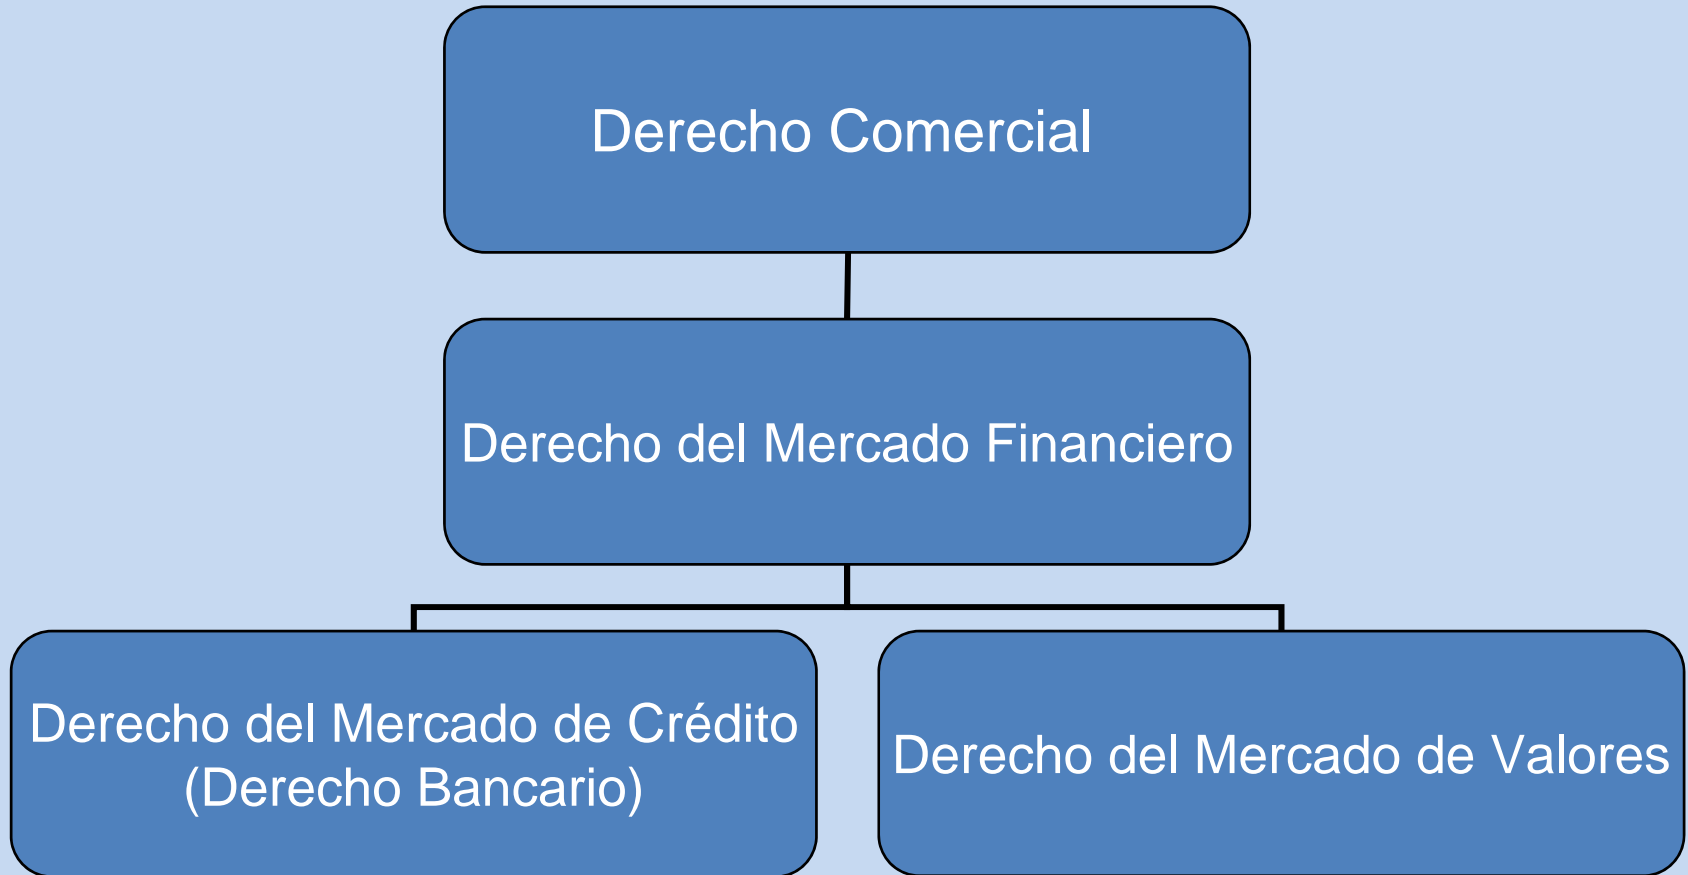 Derecho Comercial
Derecho del Mercado Financiero
Derecho del Mercado de Crédito
(Derecho Bancario)
Derecho del Mercado de Valores